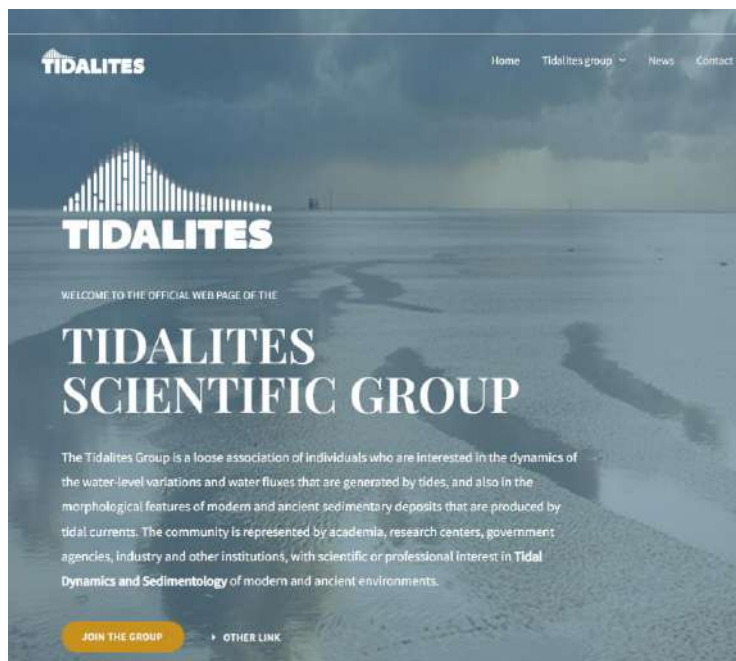 TIDALITES
Home Tidalites group News Contact
TIDALITES
WELCOME TO THE OFFICIAL WEB PAGE OF THE
TIDALITES
SCIENTIFIC GROUP
The Tidalites Group is a loose association of individuals who are interested in the dynamics of
the water-level variations and water fluxes that are generated by tides, and also in the
morphological features of modern and ancient sedimentary deposits that are produced by
tidal currents. The community is represented by academia, research centers, government
agencies, industry and other institutions, with scientific or professional interest in Tidal
Dynamics and Sedimentology of modern and ancient environments.
JOIN THE GROUP
OTHER LINK